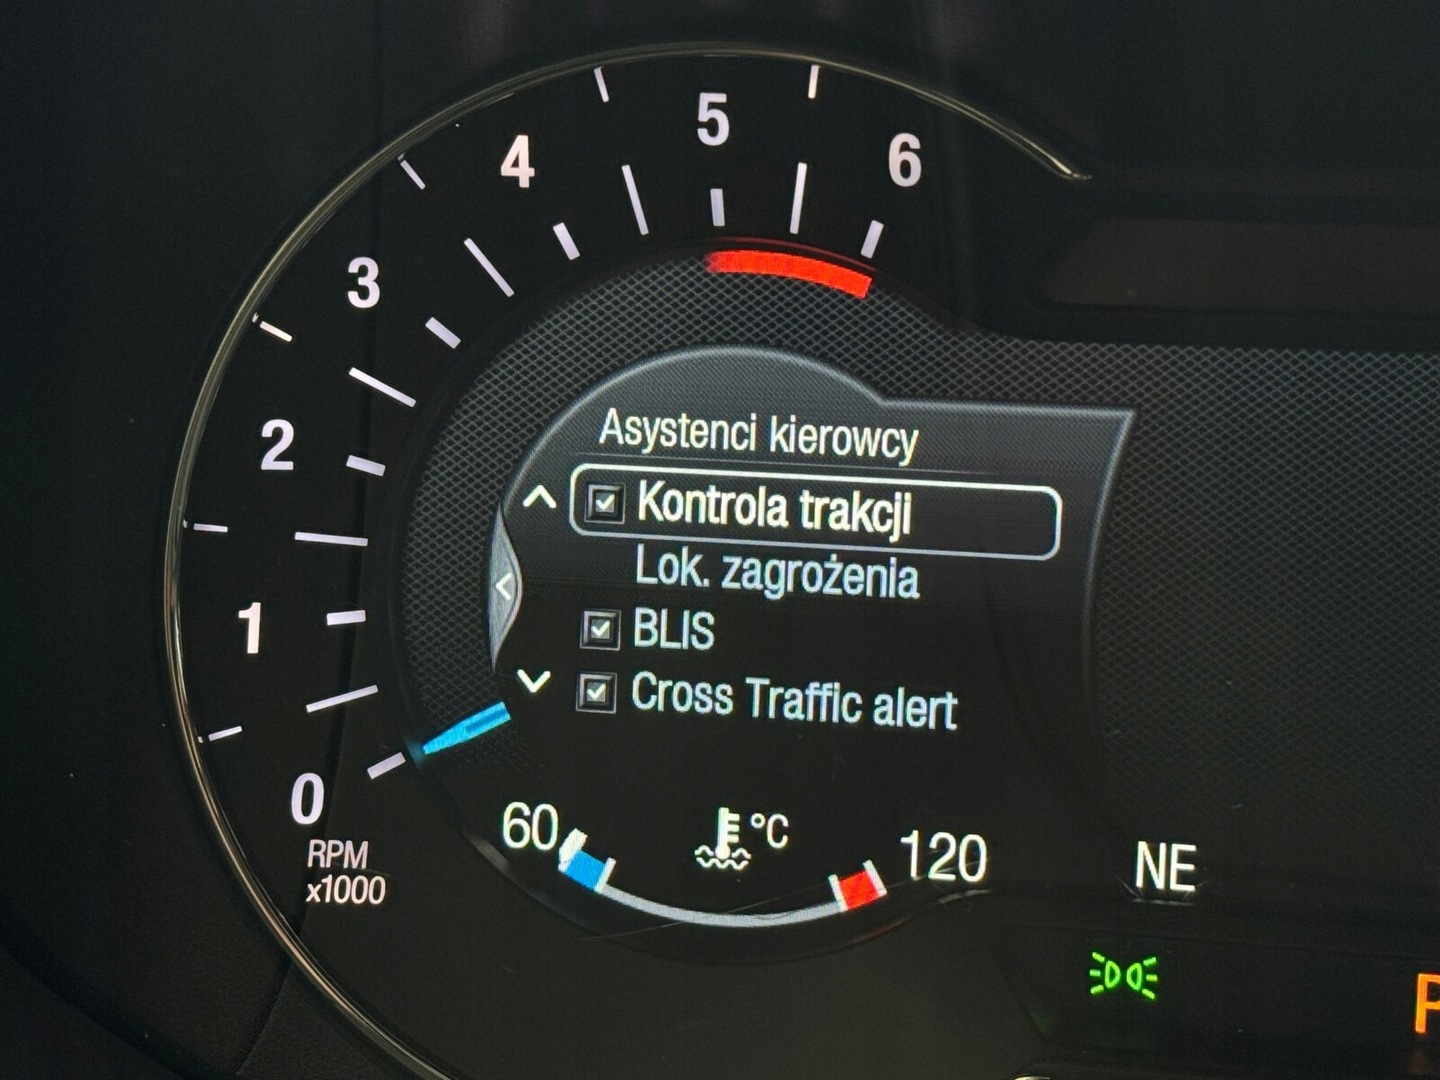 5
4
6
3
2
1
0
RPM
x1000
Asystenci kierowcy
Kontrola trakcji
Lok. zagrożenia
BLIS
Cross Traffic alert
60
°C
120
NE
P